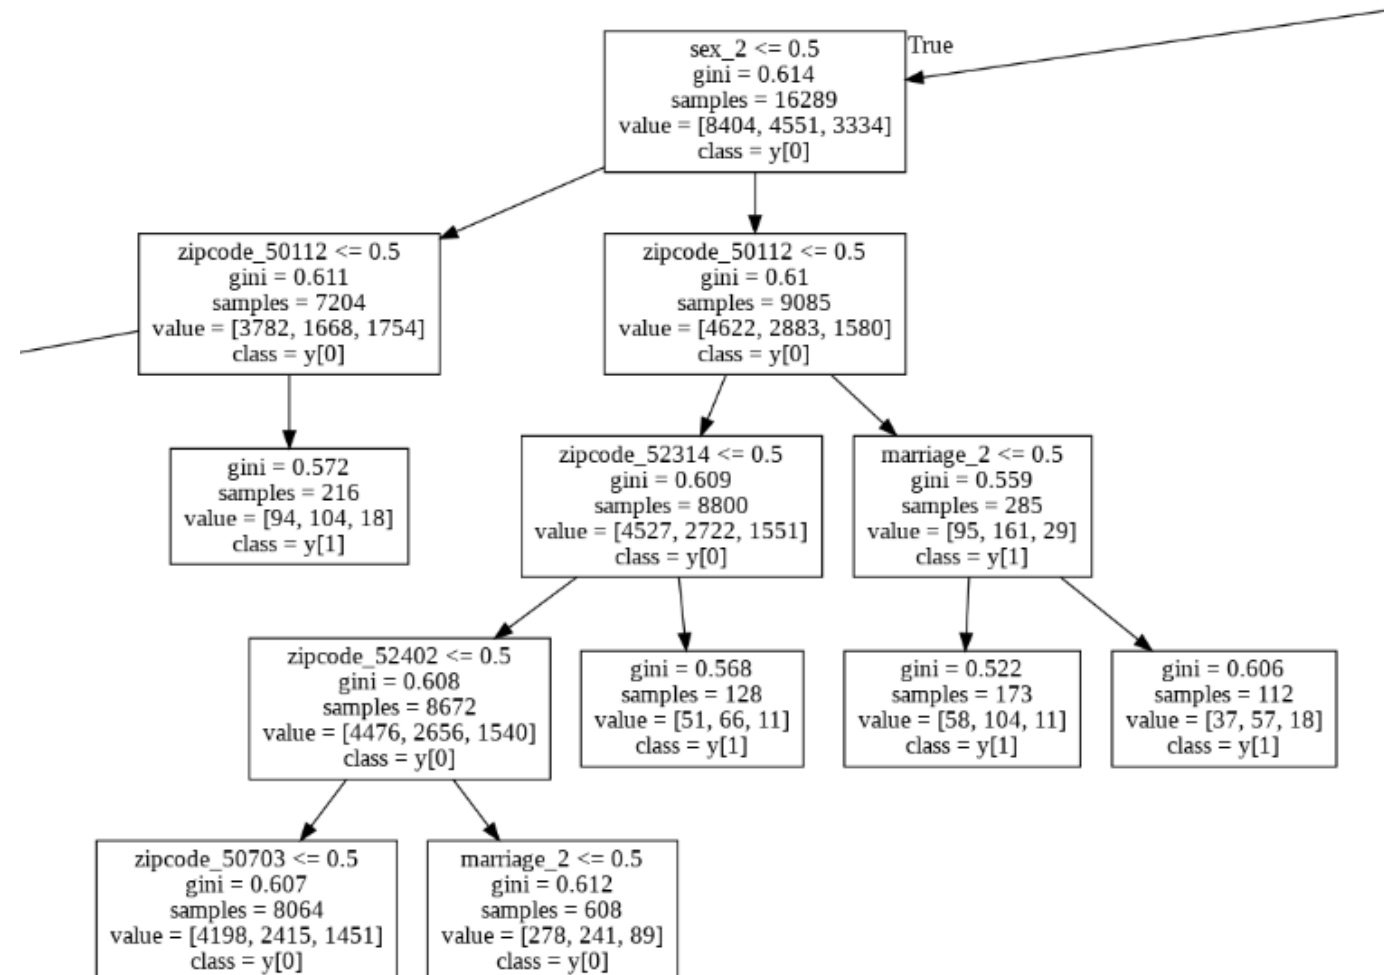 sex_2 <= 0.5
gini = 0.614
samples = 16289
value = [8404, 4551, 3334]
class = y[0]
True
zipcode_50112 <= 0.5
gini = 0.611
samples = 7204
value = [3782, 1668, 1754]
class = y[0]
zipcode_50112 <= 0.5
gini = 0.61
samples = 9085
value = [4622, 2883, 1580]
class = y[0]
gini = 0.572
samples = 216
value = [94, 104, 18]
class = y[1]
zipcode_52314 <= 0.5
gini = 0.609
samples = 8800
value = [4527, 2722, 1551]
class = y[0]
marriage_2 <= 0.5
gini = 0.559
samples = 285
value = [95, 161, 29]
class = y[1]
zipcode_52402 <= 0.5
gini = 0.608
samples = 8672
value = [4476, 2656, 1540]
class = y[0]
gini = 0.568
samples = 128
value = [51, 66, 11]
class = y[1]
gini = 0.522
samples = 173
value = [58, 104, 11]
class = y[1]
gini = 0.606
samples = 112
value = [37, 57, 18]
class = y[1]
zipcode_50703 <= 0.5
gini = 0.607
samples = 8064
value = [4198, 2415, 1451]
class = y[0]
marriage_2 <= 0.5
gini = 0.612
samples = 608
value = [278, 241, 89]
class = y[0]